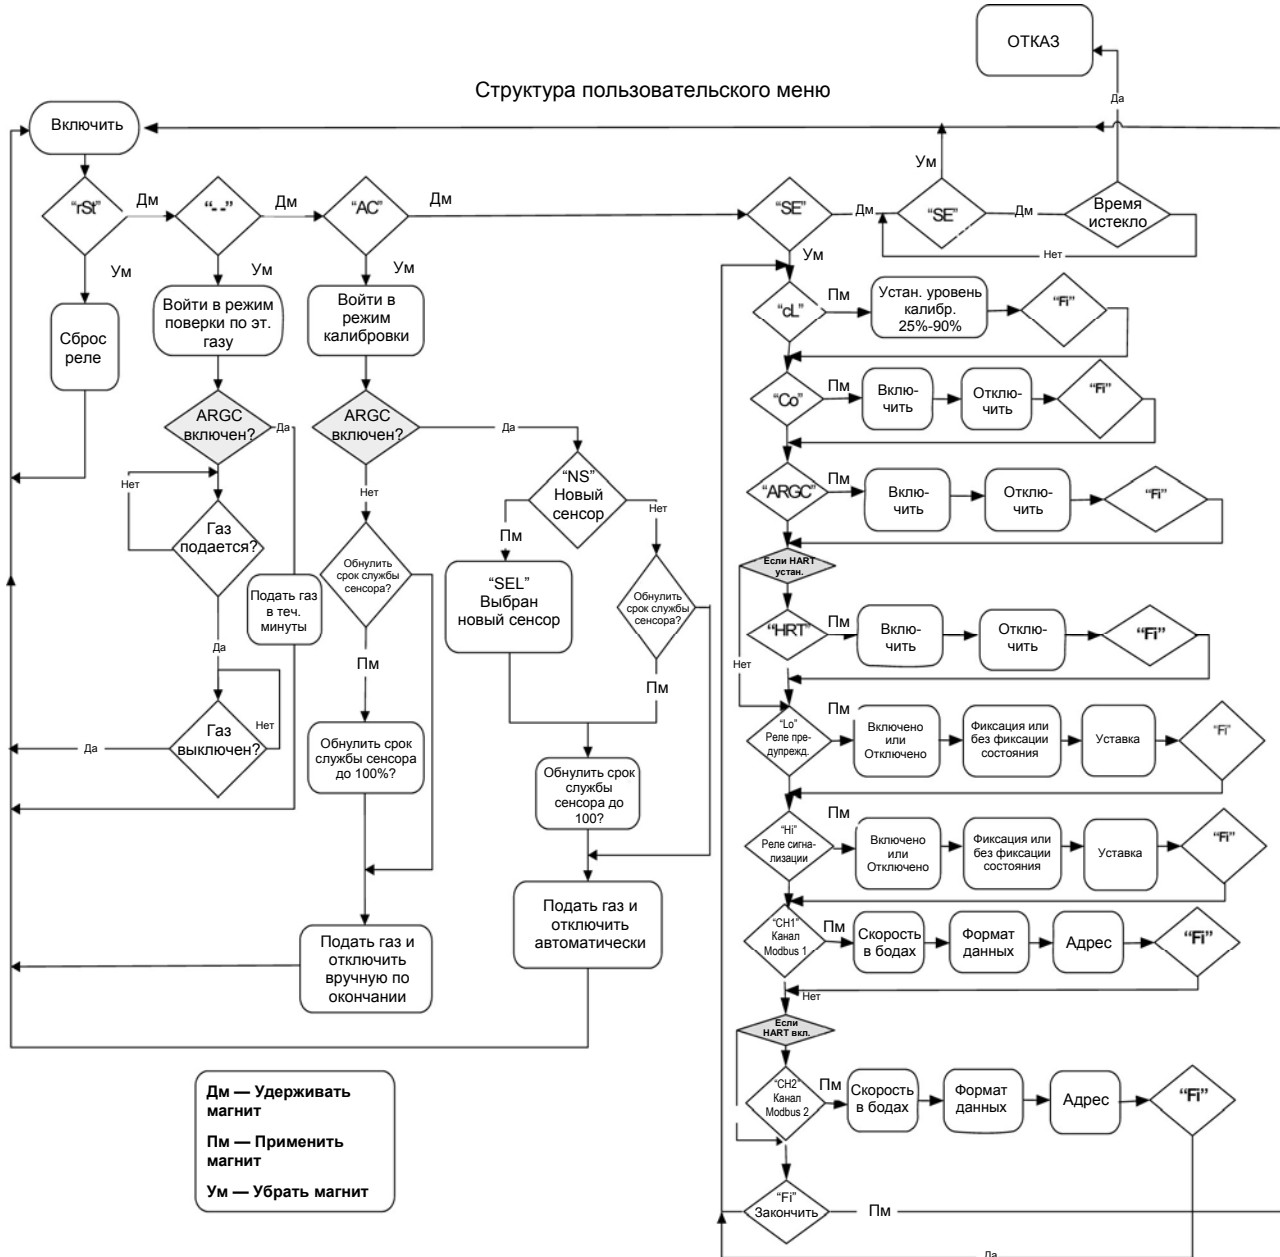 ОТКАЗ
Структура пользовательского меню
Да
Включить
Ум
"rSt"
Дм
"- -"
Дм
"AC"
Дм
"SE"
Дм
"SE"
Дм
Время
истекло
Нет
Ум
Ум
Ум
Ум
Сброс
реле
Войти в режим
поверки по эт.
газу
Войти в
режим
калибровки
"cL"
Пм
Устан. уровень
калибр.
25%-90%
"Fi"
"Co"
Пм
Вклю-
чить
Отклю-
чить
"Fi"
ARGC
включен?
Да
ARGC
включен?
Да
Нет
Нет
"NS"
Новый
сенсор
Нет
Пм
"ARGC"
Пм
Вклю-
чить
Отклю-
чить
"Fi"
Газ
подается?
Да
Подать газ
в теч.
минуты
Обнулить
срок службы
сенсора?
Пм
"SEL"
Выбран
новый сенсор
Обнулить
срок службы
сенсора?
Пм
Если HART
устан.
"HRT"
Пм
Вклю-
чить
Отклю-
чить
"Fi"
Нет
Газ
выключен?
Нет
Да
Обнулить срок
службы сенсора
до 100%?
Обнулить срок
службы
сенсора до
100?
"Lo"
Реле пре-
дупрежд.
Пм
Включено
или
Отключено
Фиксация или
без фиксации
состояния
Уставка
"Fi"
"Hi"
Реле сигна-
лизации
Пм
Включено
или
Отключено
Фиксация или
без фиксации
состояния
Уставка
"Fi"
Подать газ и
отключить
вручную по
окончании
Подать газ и
отключить
автоматически
"CH1"
Канал
Modbus 1
Пм
Скорость
в бодах
Формат
данных
Адрес
"Fi"
Нет
Если
HART вкл.
"CH2"
Канал
Modbus 2
Пм
Скорость
в бодах
Формат
данных
Адрес
"Fi"
Дм — Удерживать
магнит
Пм — Применить
магнит
Ум — Убрать магнит
"Fi"
Закончить
Пм
Да